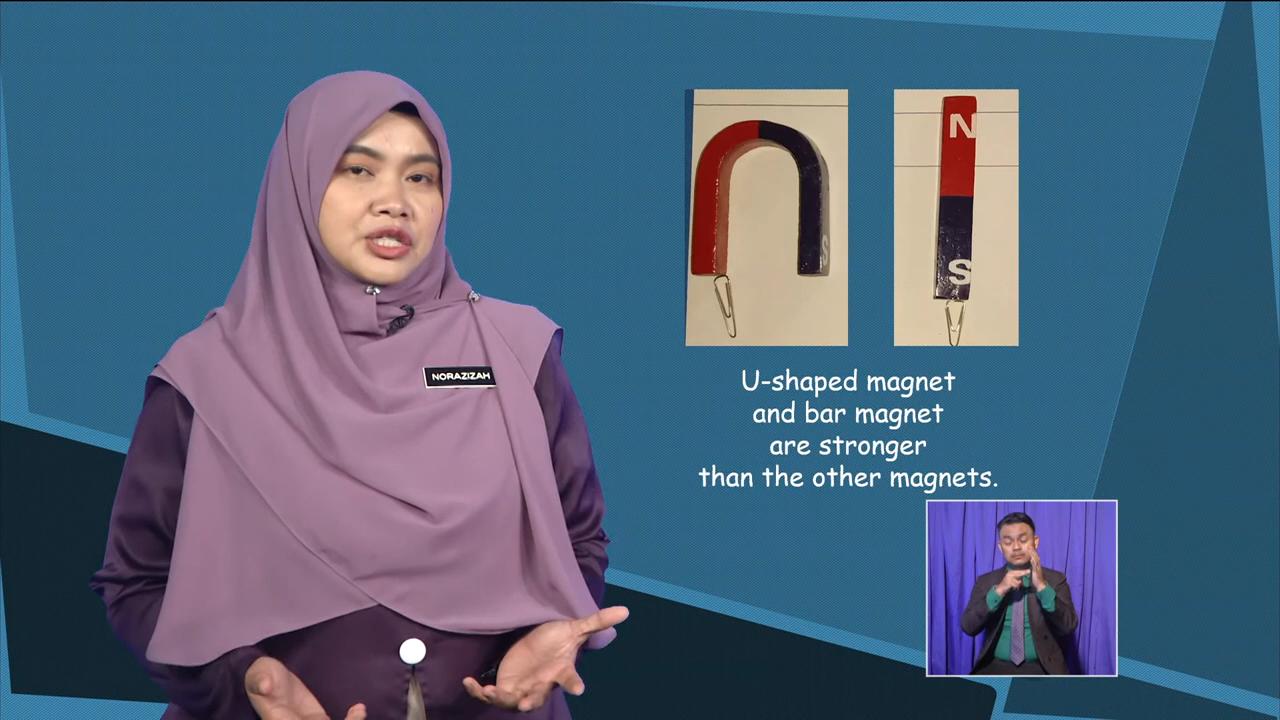 NORAZIZAH
N
S
S
U-shaped magnet
and bar magnet
are stronger
than the other magnets.